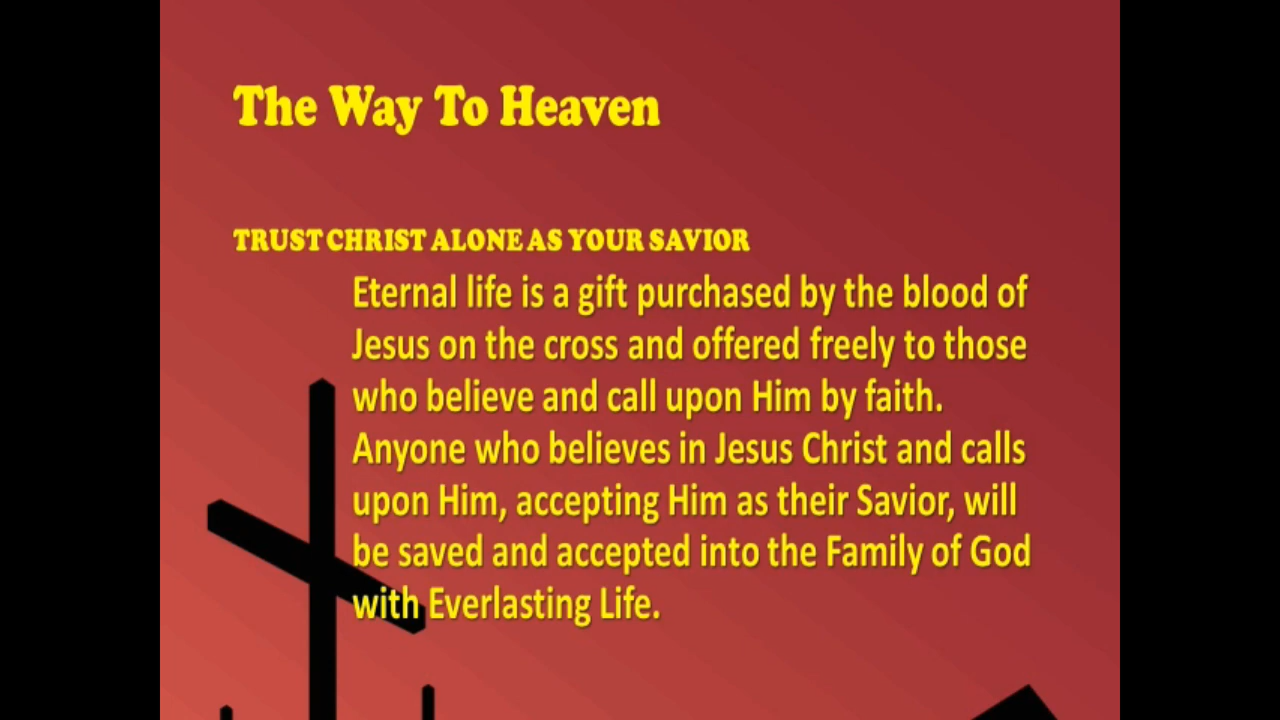 The Way To Heaven
TRUST CHRIST ALONE AS YOUR SAVIOR
Eternal life is a gift purchased by the blood of
Jesus on the cross and offered freely to those
who believe and call upon Him by faith.
Anyone who believes in Jesus Christ and calls
upon Him, accepting Him as their Savior, will
be saved and accepted into the Family of God
with Everlasting Life.